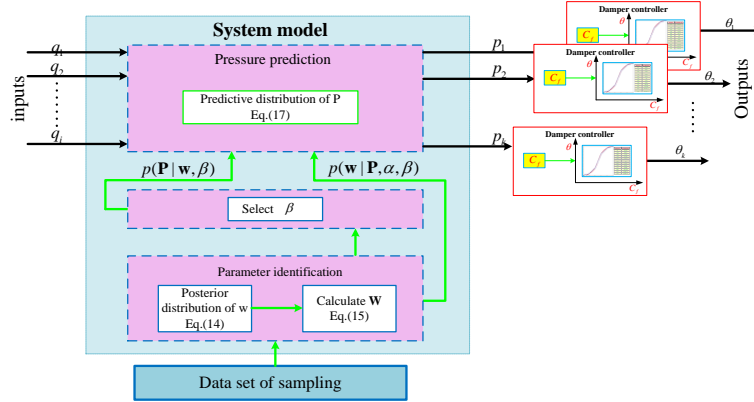 System model
inputs
q1
q2
qi
Pressure prediction
Predictive distribution of P
Eq.(17)
p1
p2
pk
p(P | w, β)
p(w | P, α, β)
Select β
Parameter identification
Posterior
distribution of w
Eq.(14)
Calculate W
Eq.(15)
Data set of sampling
Damper controller
θ
Cf
θ1
Damper controller
θ
Cf
Cf
θ2
Damper controller
θ
Cf
Cf
θk
Outputs